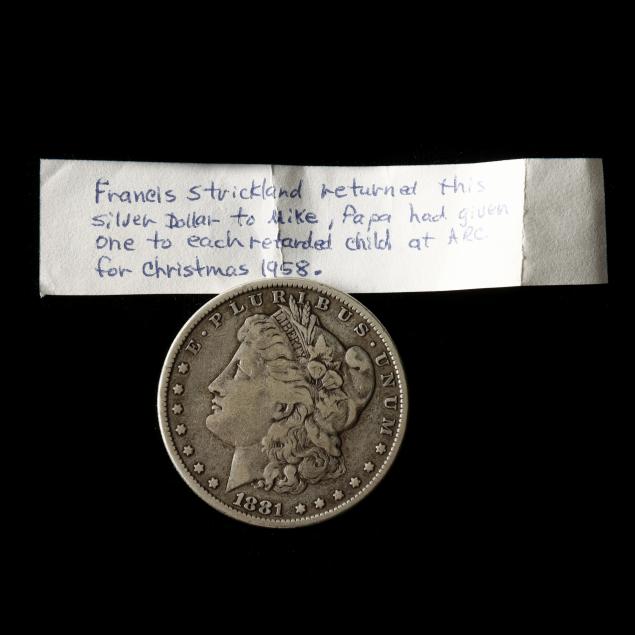 Francis Strickland returned this
Silver Dollar to Mike, Papa had given
one to each retarded child at ARC
for Christmas 1958.
E · PLURIBUS · UNUM
LIBERTY
1881